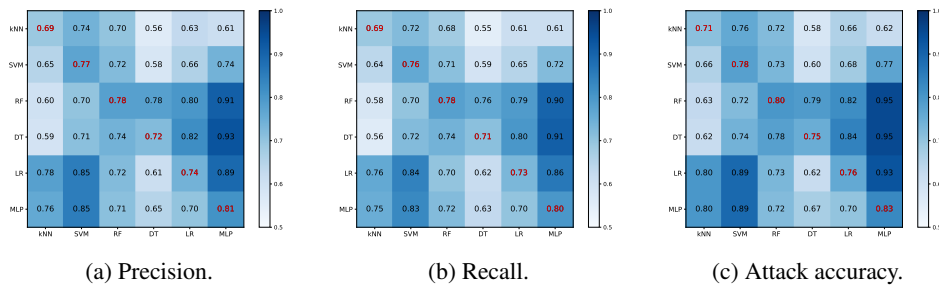 kNN 0.69 0.74 0.70 0.56 0.63 0.61
SVM 0.65 0.77 0.72 0.58 0.66 0.74
RF 0.60 0.70 0.78 0.78 0.80 0.91
DT 0.59 0.71 0.74 0.72 0.82 0.93
LR 0.78 0.85 0.72 0.61 0.74 0.89
MLP 0.76 0.85 0.71 0.65 0.70 0.81
kNN SVM RF DT LR MLP
1.0
0.9
0.8
0.7
0.6
0.5
(a) Precision.
kNN 0.69 0.72 0.68 0.55 0.61 0.61
SVM 0.64 0.76 0.71 0.59 0.65 0.72
RF 0.58 0.70 0.78 0.76 0.79 0.90
DT 0.56 0.72 0.74 0.71 0.80 0.91
LR 0.76 0.84 0.70 0.62 0.73 0.86
MLP 0.75 0.83 0.72 0.63 0.70 0.80
kNN SVM RF DT LR MLP
1.0
0.9
0.8
0.7
0.6
0.5
(b) Recall.
kNN 0.71 0.76 0.72 0.58 0.66 0.62
SVM 0.66 0.78 0.73 0.60 0.68 0.77
RF 0.63 0.72 0.80 0.79 0.82 0.95
DT 0.62 0.74 0.78 0.75 0.84 0.95
LR 0.80 0.89 0.73 0.62 0.76 0.93
MLP 0.80 0.89 0.72 0.67 0.70 0.83
kNN SVM RF DT LR MLP
1.0
0.9
0.8
0.7
0.6
0.5
(c) Attack accuracy.